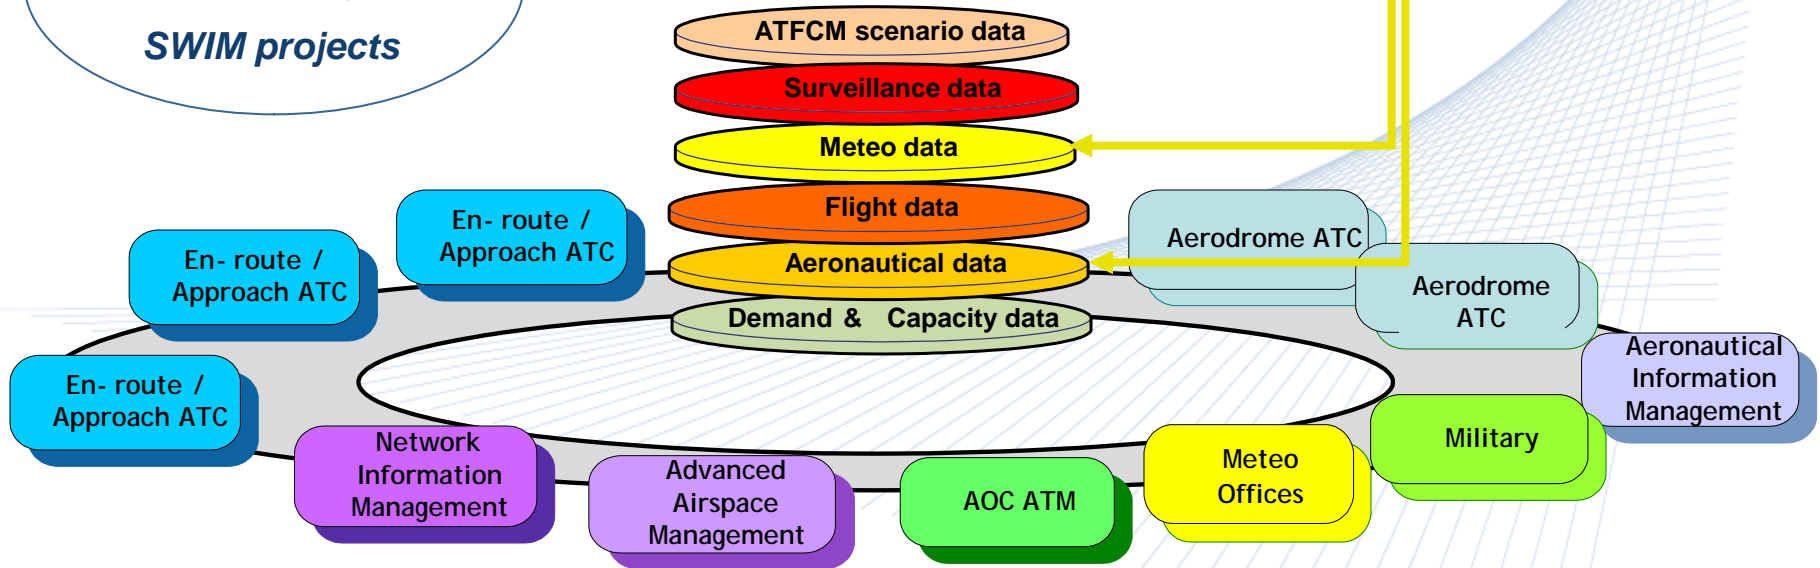 SWIM projects
ATFCM scenario data
Surveillance data
Meteo data
Flight data
Aeronautical data
Demand & Capacity data
En- route /
Approach ATC
En- route /
Approach ATC
En- route /
Approach ATC
Aerodrome ATC
Aerodrome
ATC
Aeronautical
Information
Management
Network
Information
Management
Advanced
Airspace
Management
AOC ATM
Meteo
Offices
Military